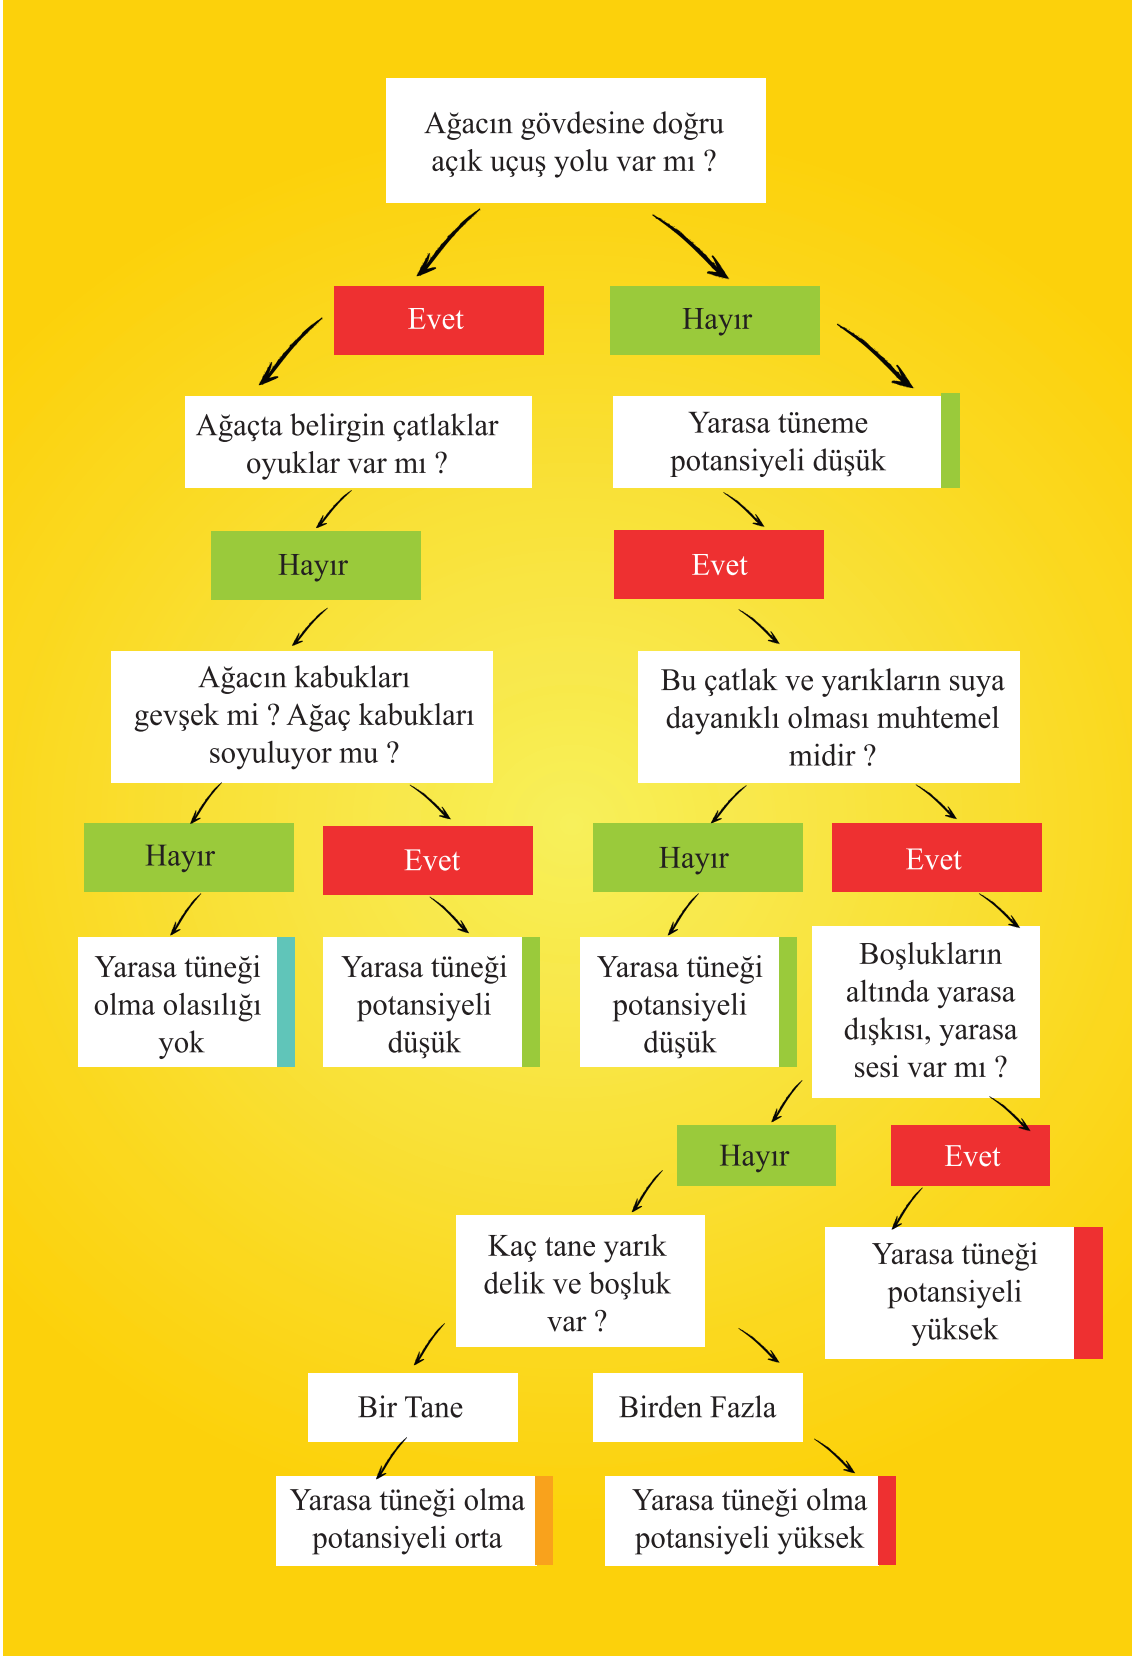 Ağacın gövdesine doğru
açık uçuş yolu var mı ?
Evet
Hayır
Ağaçta belirgin çatlaklar
oyuklar var mı ?
Yarasa tüneme
potansiyeli düşük
Hayır
Evet
Ağacın kabukları
gevşek mi ? Ağaç kabukları
soyuluyor mu ?
Bu çatlak ve yarıkların suya
dayanıklı olması muhtemel
midir ?
Hayır
Evet
Hayır
Evet
Yarasa tüneği
olma olasılığı
yok
Yarasa tüneği
potansiyeli
düşük
Yarasa tüneği
potansiyeli
düşük
Boşlukların
altında yarasa
dışkısı, yarasa
sesi var mı ?
Hayır
Evet
Kaç tane yarık
delik ve boşluk
var ?
Yarasa tüneği
potansiyeli
yüksek
Bir Tane
Birden Fazla
Yarasa tüneği olma
potansiyeli orta
Yarasa tüneği olma
potansiyeli yüksek